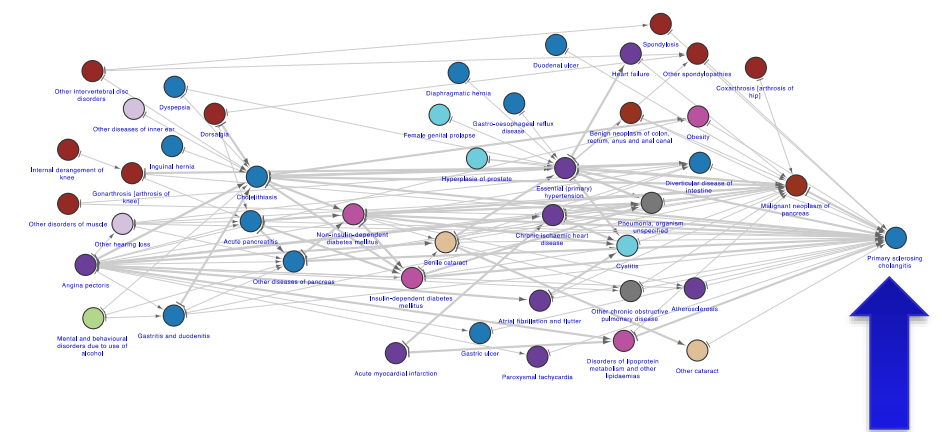 Spondylosis
Duodenal ulcer
Heart failure
Other spondylopathies
Other intervertebral disc
disorders
Dyspepsia
Diaphragmatic hernia
Coxarthrosis [arthrosis of
hip]
Gastro-oesophageal reflux
disease
Other diseases of inner ear
Dorsalgia
Female genital prolapse
Benign neoplasm of colon,
rectum, anus and anal canal
Obesity
Internal derangement of
knee
Inguinal hernia
Hyperplasia of prostate
Gonarthrosis [arthrosis of
knee]
Cholelithiasis
Essential (primary)
hypertension
Diverticular disease of
intestine
Malignant neoplasm of
pancreas
Other disorders of muscle
Other hearing loss
Acute pancreatitis
Non-insulin-dependent
diabetes mellitus
Chronic ischaemic heart
disease
Pneumonia, organism
unspecified
Senile cataract
Cystitis
Primary sclerosing
cholangitis
Angina pectoris
Other diseases of pancreas
Insulin-dependent diabetes
mellitus
Atrial fibrillation and flutter
Other chronic obstructive
pulmonary disease
Atherosclerosis
Mental and behavioural
disorders due to use of
alcohol
Gastritis and duodenitis
Gastric ulcer
Acute myocardial infarction
Paroxysmal tachycardia
Disorders of lipoprotein
metabolism and other
lipidaemias
Other cataract